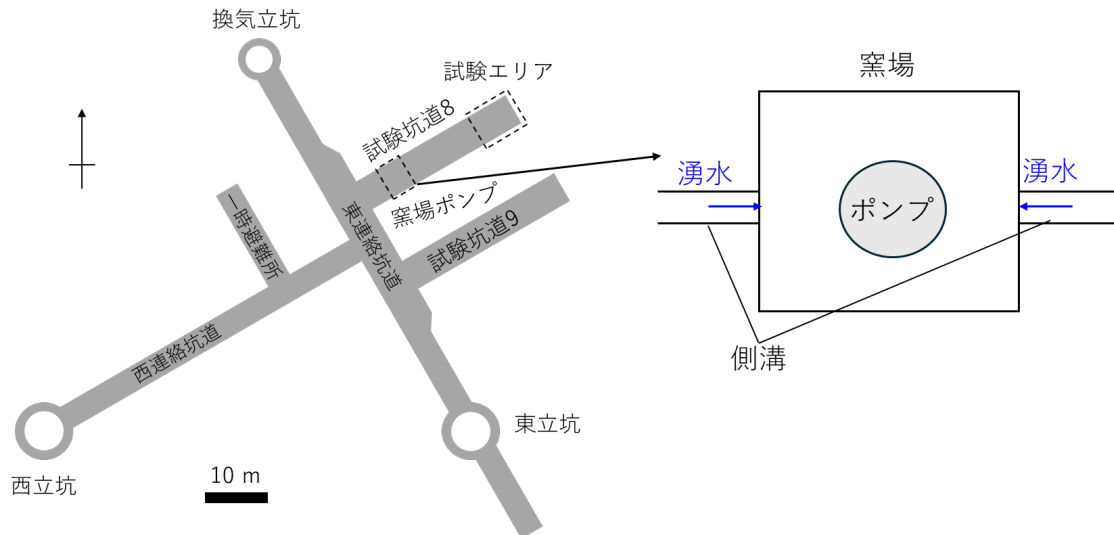 換気立坑
試験エリア
試験坑道8
窯場ポンプ
東連絡坑道
試験坑道9
一時避難所
西連絡坑道
西立坑
10 m
東立坑
窯場
湧水
湧水
ポンプ
側溝